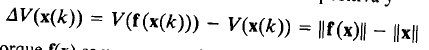 ΔV(x(k)) = V(f(x(k))) − V(x(k)) = ‖f(x)‖ − ‖x‖